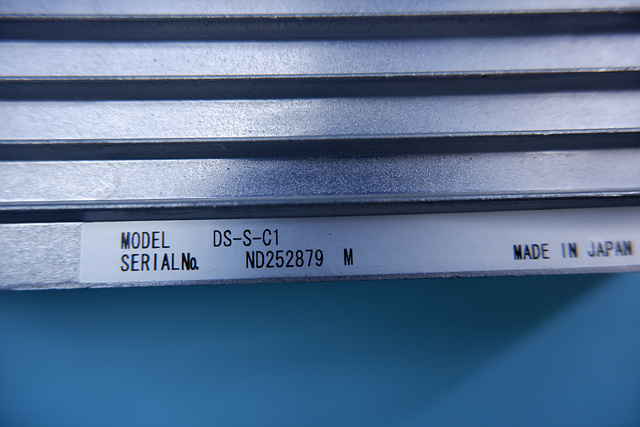 MODEL DS-S-C1
SERIALNo. ND252879 M
MADE IN JAPAN